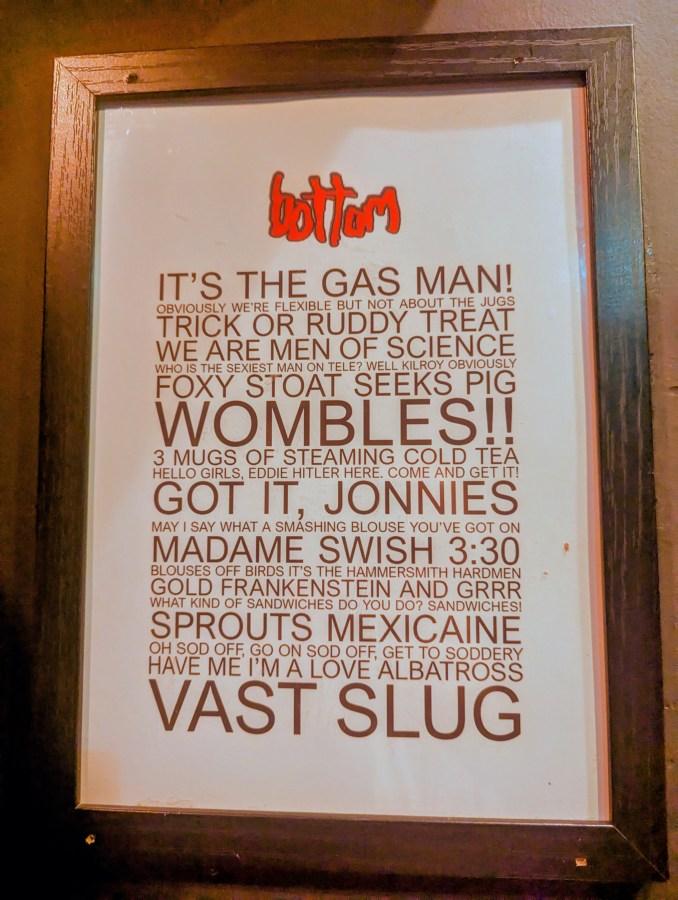 bottom
IT'S THE GAS MAN!
OBVIOUSLY WE'RE FLEXIBLE BUT NOT ABOUT THE JUGS
TRICK OR RUDDY TREAT
WE ARE MEN OF SCIENCE
WHO IS THE SEXIEST MAN ON TELE? WELL KILROY OBVIOUSLY
FOXY STOAT SEEKS PIG
WOMBLES!!
3 MUGS OF STEAMING COLD TEA
HELLO GIRLS, EDDIE HITLER HERE. COME AND GET IT!
GOT IT, JONNIES
MAY I SAY WHAT A SMASHING BLOUSE YOU'VE GOT ON
MADAME SWISH 3:30
BLOUSES OFF BIRDS IT'S THE HAMMERSMITH HARDMEN
GOLD FRANKENSTEIN AND GRRR
WHAT KIND OF SANDWICHES DO YOU DO? SANDWICHES!
SPROUTS MEXICAINE
OH SOD OFF, GO ON SOD OFF, GET TO SODDERY
HAVE ME I'M A LOVE ALBATROSS
VAST SLUG